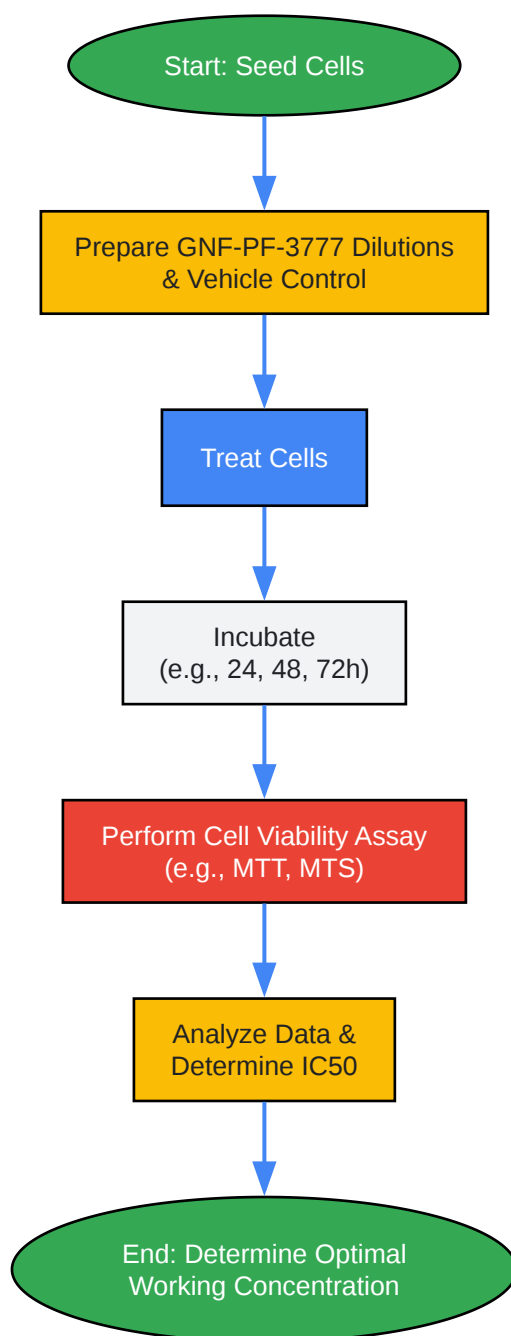 Start: Seed Cells
Prepare GNF-PF-3777 Dilutions
& Vehicle Control
Treat Cells
Incubate
(e.g., 24, 48, 72h)
Perform Cell Viability Assay
(e.g., MTT, MTS)
Analyze Data &
Determine IC50
End: Determine Optimal
Working Concentration